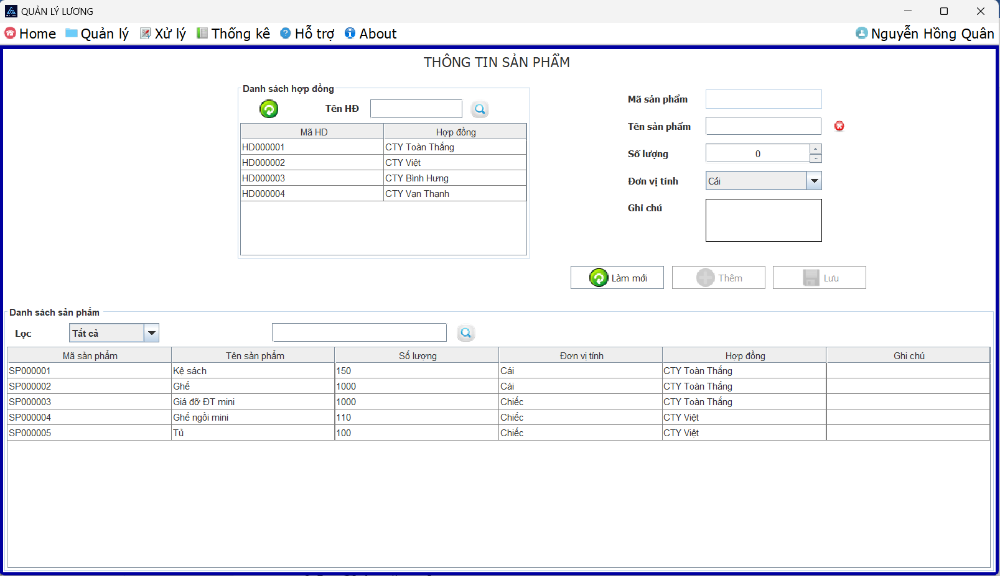 QUẢN LÝ LƯƠNG
Home Quản lý Xử lý Thống kê Hỗ trợ About Nguyễn Hồng Quân
THÔNG TIN SẢN PHẨM
Danh sách hợp đồng
Tên HĐ
Mã HD Hợp đồng
HD000001 CTY Toàn Thắng
HD000002 CTY Việt
HD000003 CTY Bình Hưng
HD000004 CTY Vạn Thạnh
Mã sản phẩm
Tên sản phẩm
Số lượng 0
Đơn vị tính Cái
Ghi chú
Làm mới Thêm Lưu
Danh sách sản phẩm
Lọc Tất cả
Mã sản phẩm Tên sản phẩm Số lượng Đơn vị tính Hợp đồng Ghi chú
SP000001 Kệ sách 150 Cái CTY Toàn Thắng
SP000002 Ghế 1000 Cái CTY Toàn Thắng
SP000003 Giá đỡ ĐT mini 1000 Chiếc CTY Toàn Thắng
SP000004 Ghế ngồi mini 110 Chiếc CTY Việt
SP000005 Tủ 100 Chiếc CTY Việt